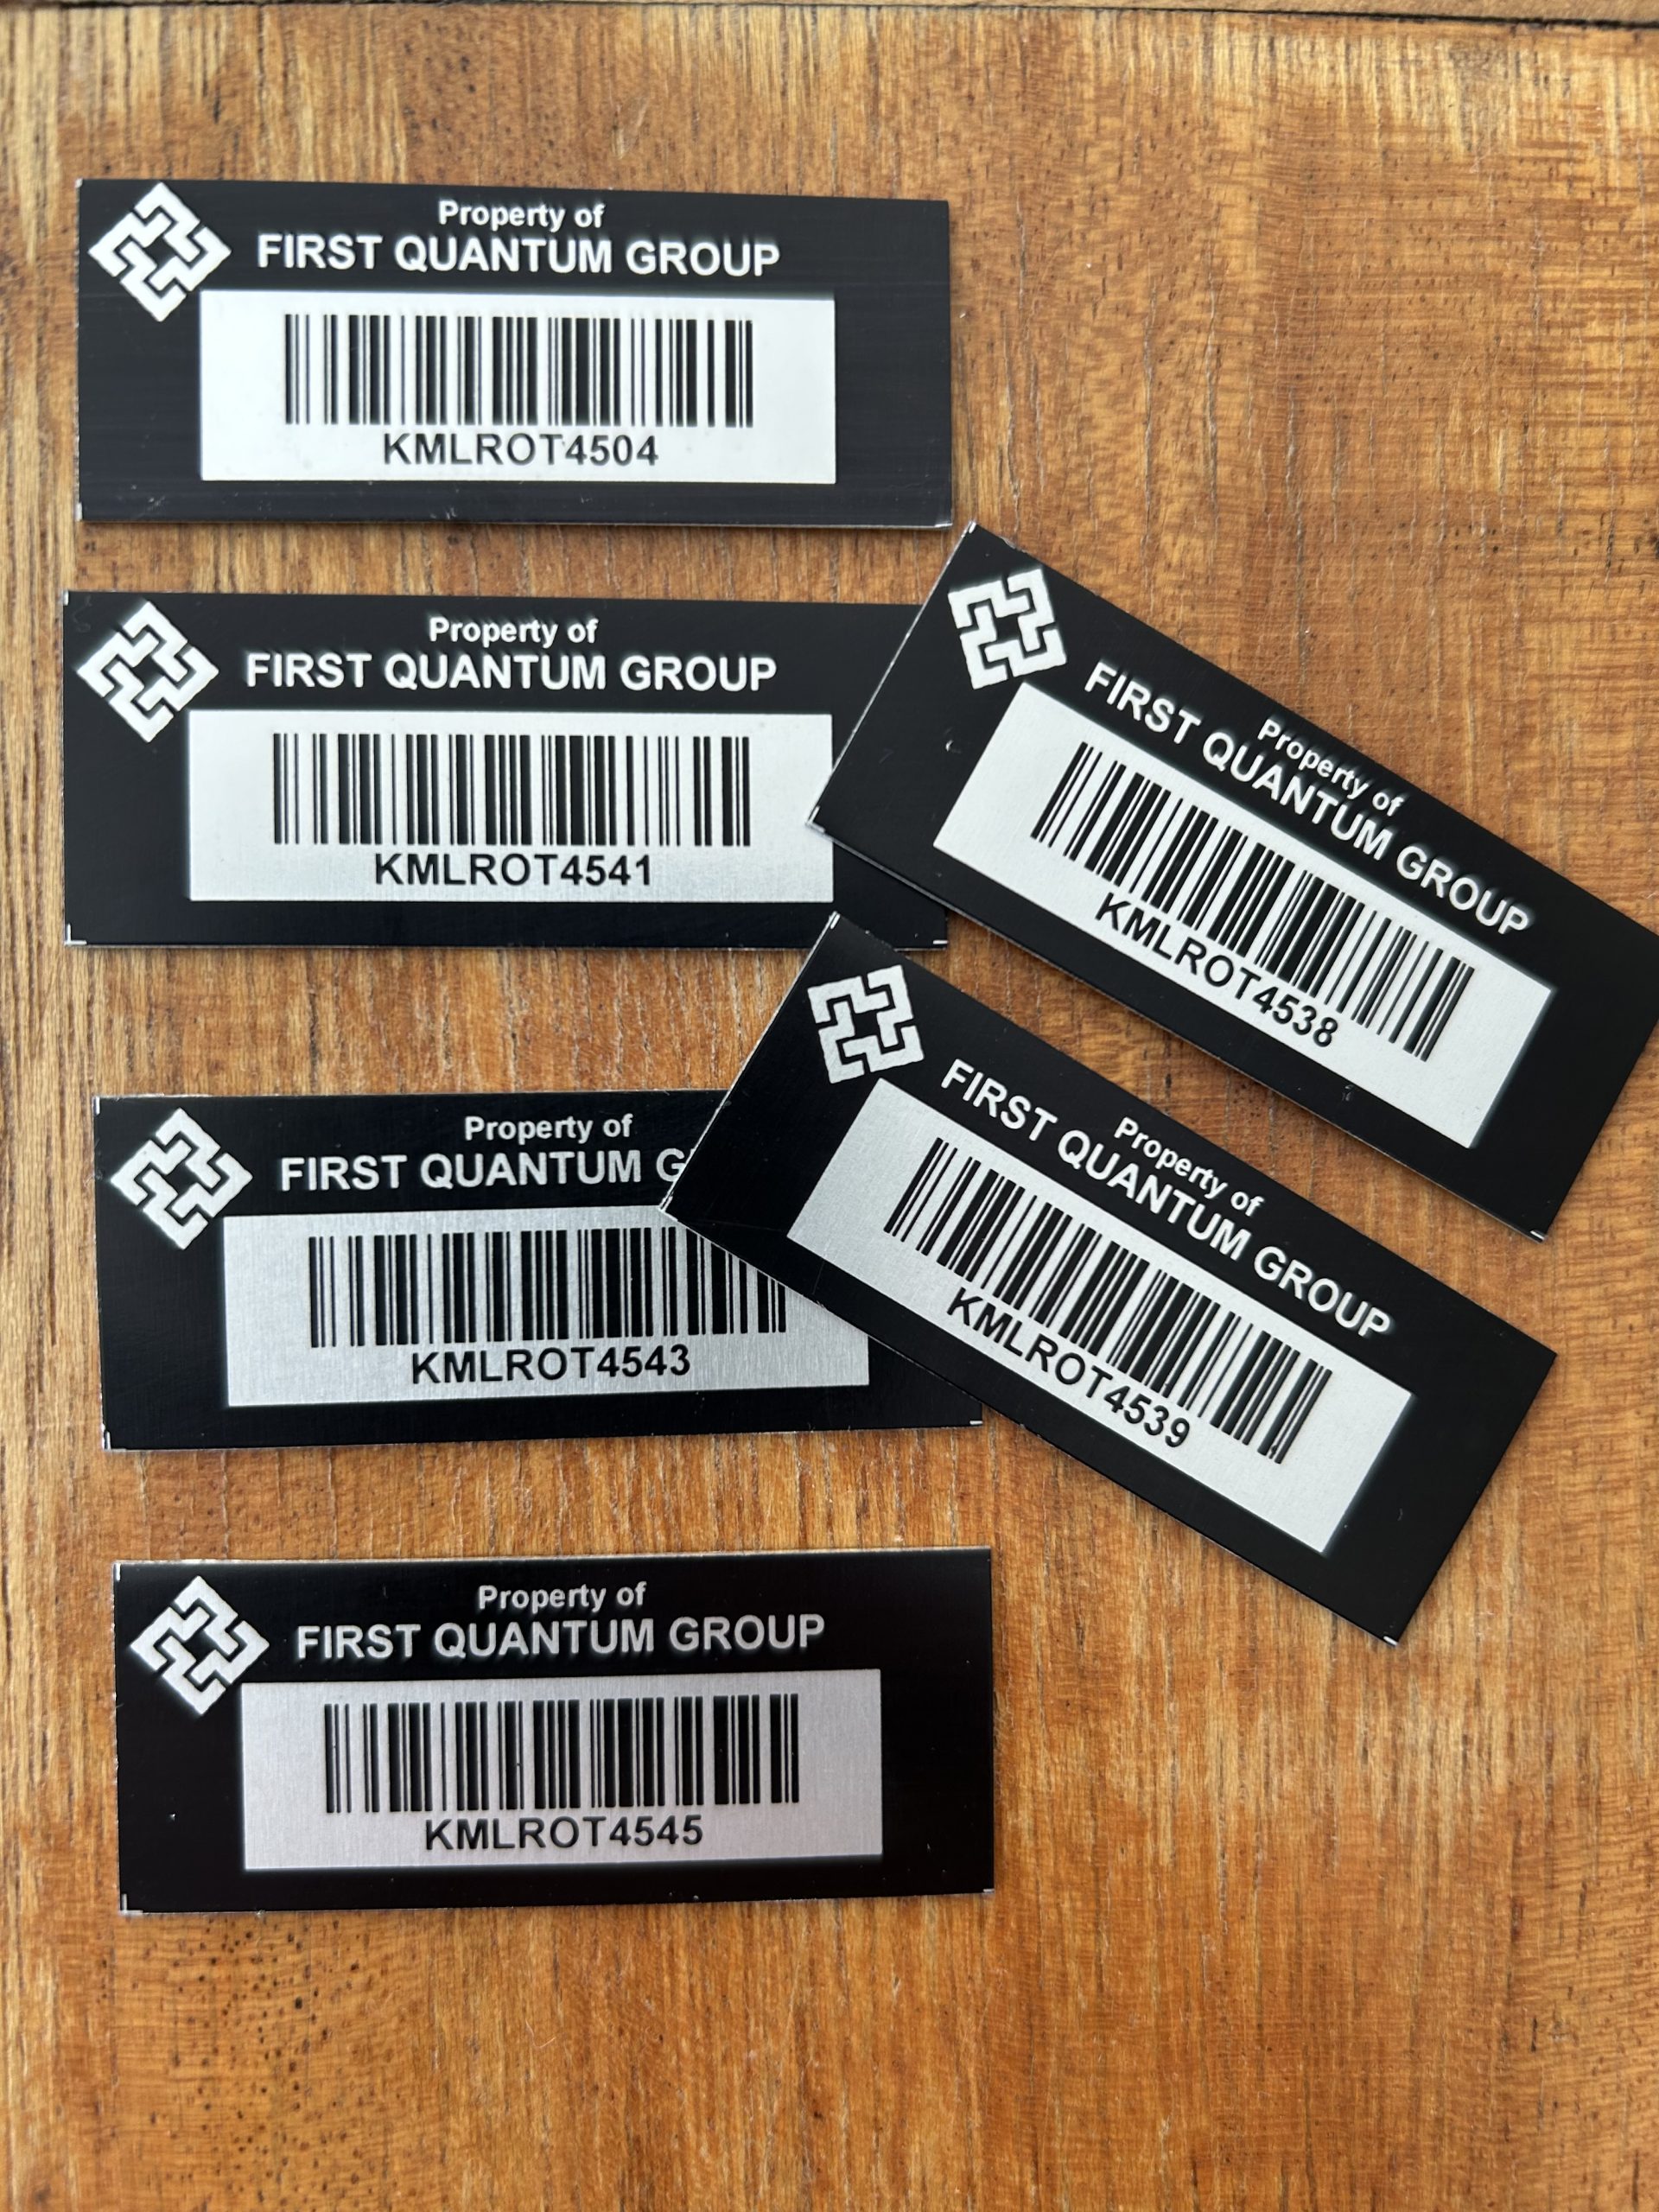 Property of
FIRST QUANTUM GROUP
KMLROT4504
Property of
FIRST QUANTUM GROUP
KMLROT4541
Property of
FIRST QUANTUM GROUP
KMLROT4538
Property of
FIRST QUANTUM G
KMLROT4543
Property of
FIRST QUANTUM GROUP
KMLROT4539
Property of
FIRST QUANTUM GROUP
KMLROT4545